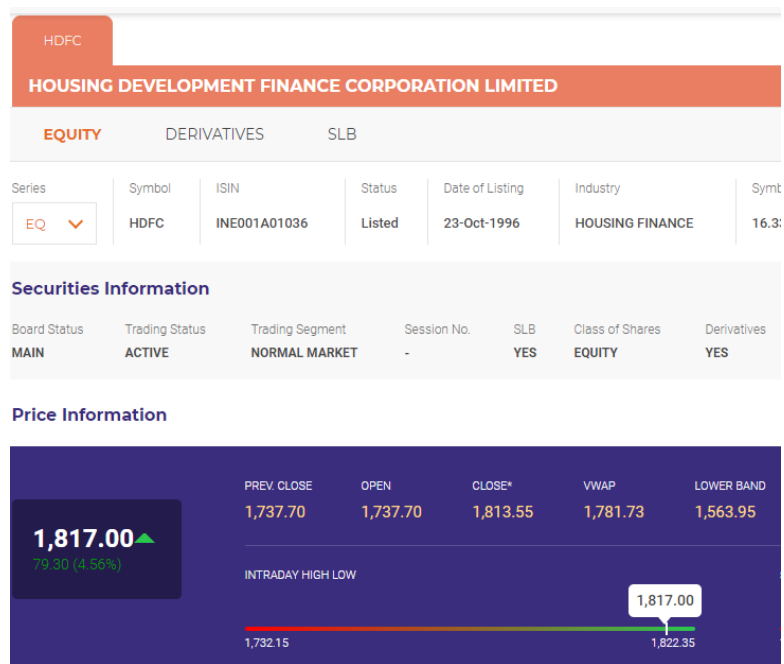 HDFC
HOUSING DEVELOPMENT FINANCE CORPORATION LIMITED
EQUITY DERIVATIVES SLB
Series Symbol ISIN Status Date of Listing Industry
EQ HDFC INE001A01036 Listed 23-Oct-1996 HOUSING FINANCE
Securities Information
Board Status Trading Status Trading Segment Session No. SLB Class of Shares Derivatives
MAIN ACTIVE NORMAL MARKET - YES EQUITY YES
Price Information
PREV. CLOSE OPEN CLOSE* VWAP LOWER BAND
1,737.70 1,737.70 1,813.55 1,781.73 1,563.95
1,817.00
79.30 (4.56%)
INTRADAY HIGH LOW
1,817.00
1,732.15 1,822.35